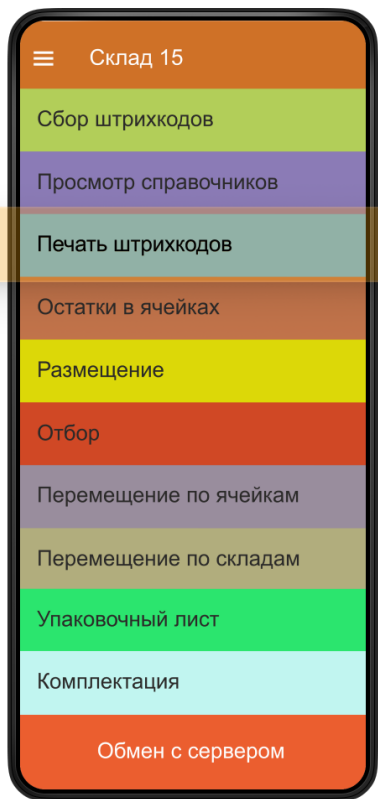 Склад 15
Сбор штрихкодов
Просмотр справочников
Печать штрихкодов
Остатки в ячейках
Размещение
Отбор
Перемещение по ячейкам
Перемещение по складам
Упаковочный лист
Комплектация
Обмен с сервером